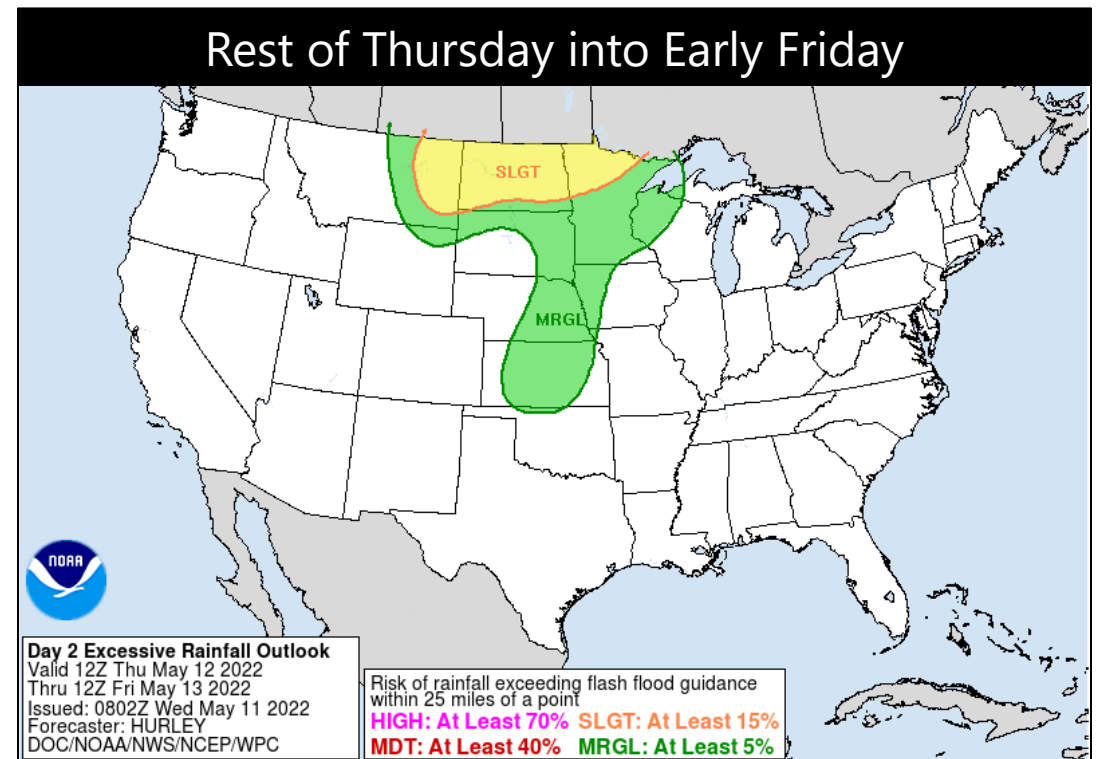 Rest of Thursday into Early Friday
SLGT
MRGL
NOAA
Day 2 Excessive Rainfall Outlook
Valid 12Z Thu May 12 2022
Thru 12Z Fri May 13 2022
Issued: 0802Z Wed May 11 2022
Forecaster: HURLEY
DOC/NOAA/NWS/NCEP/WPC
Risk of rainfall exceeding flash flood guidance
within 25 miles of a point
HIGH: At Least 70% SLGT: At Least 15%
MDT: At Least 40% MRGL: At Least 5%